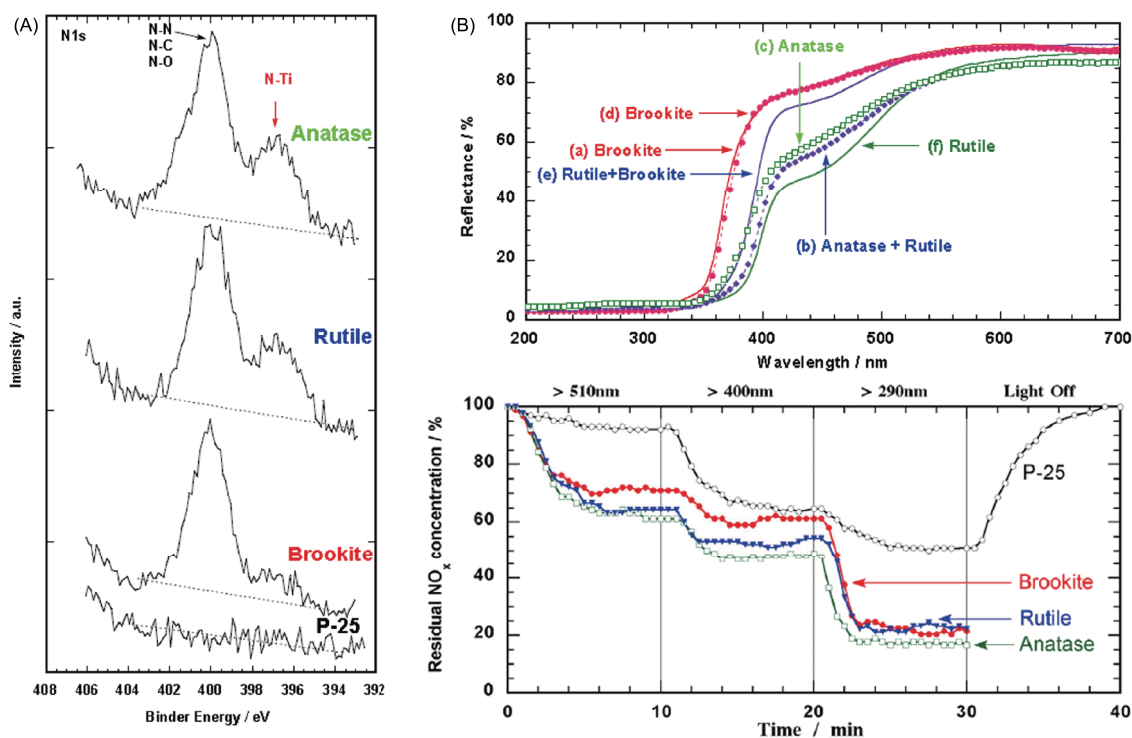 (A)
N1s
N-N
N-C
N-O
N-Ti
Anatase
Rutile
Brookite
P-25
Intensity / a.u.
408 406 404 402 400 398 396 394 392
Binder Energy / eV
(B)
100
80
60
40
20
0
Reflectance / %
(c) Anatase
(d) Brookite
(a) Brookite
(e) Rutile+Brookite
(f) Rutile
(b) Anatase + Rutile
200 300 400 500 600 700
Wavelength / nm
> 510nm > 400nm > 290nm Light Off
100
80
60
40
20
0
Residual NOx concentration / %
P-25
Brookite
Rutile
Anatase
0 10 20 30 40
Time / min